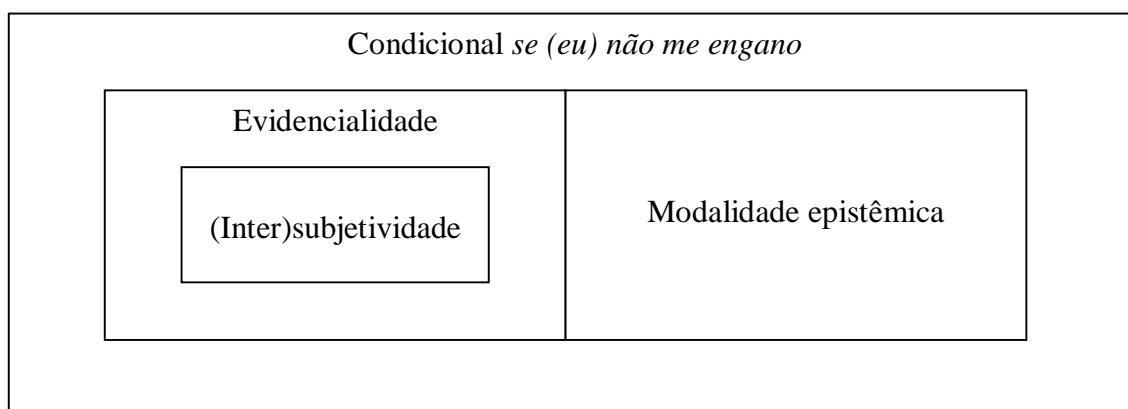 Condicional se (eu) não me engano
Evidencialidade
(Inter)subjetividade
Modalidade epistêmica